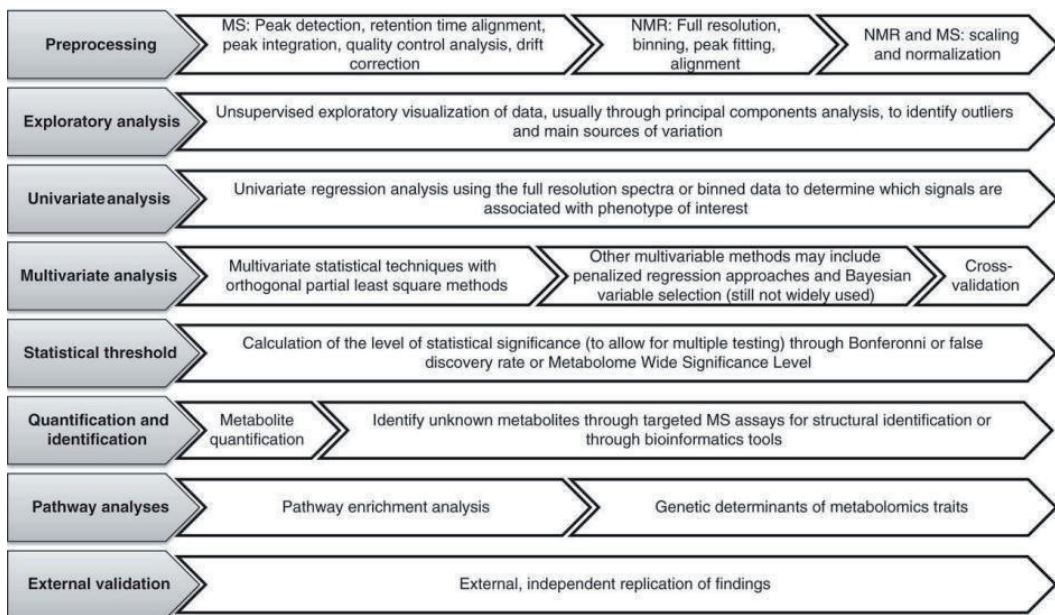 Preprocessing
MS: Peak detection, retention time alignment,
peak integration, quality control analysis, drift
correction
NMR: Full resolution,
binning, peak fitting,
alignment
NMR and MS: scaling
and normalization
Exploratory analysis
Unsupervised exploratory visualization of data, usually through principal components analysis, to identify outliers
and main sources of variation
Univariate analysis
Univariate regression analysis using the full resolution spectra or binned data to determine which signals are
associated with phenotype of interest
Multivariate analysis
Multivariate statistical techniques with
orthogonal partial least square methods
Other multivariable methods may include
penalized regression approaches and Bayesian
variable selection (still not widely used)
Cross-
validation
Statistical threshold
Calculation of the level of statistical significance (to allow for multiple testing) through Bonferonni or false
discovery rate or Metabolome Wide Significance Level
Quantification and
identification
Metabolite
quantification
Identify unknown metabolites through targeted MS assays for structural identification or
through bioinformatics tools
Pathway analyses
Pathway enrichment analysis
Genetic determinants of metabolomics traits
External validation
External, independent replication of findings